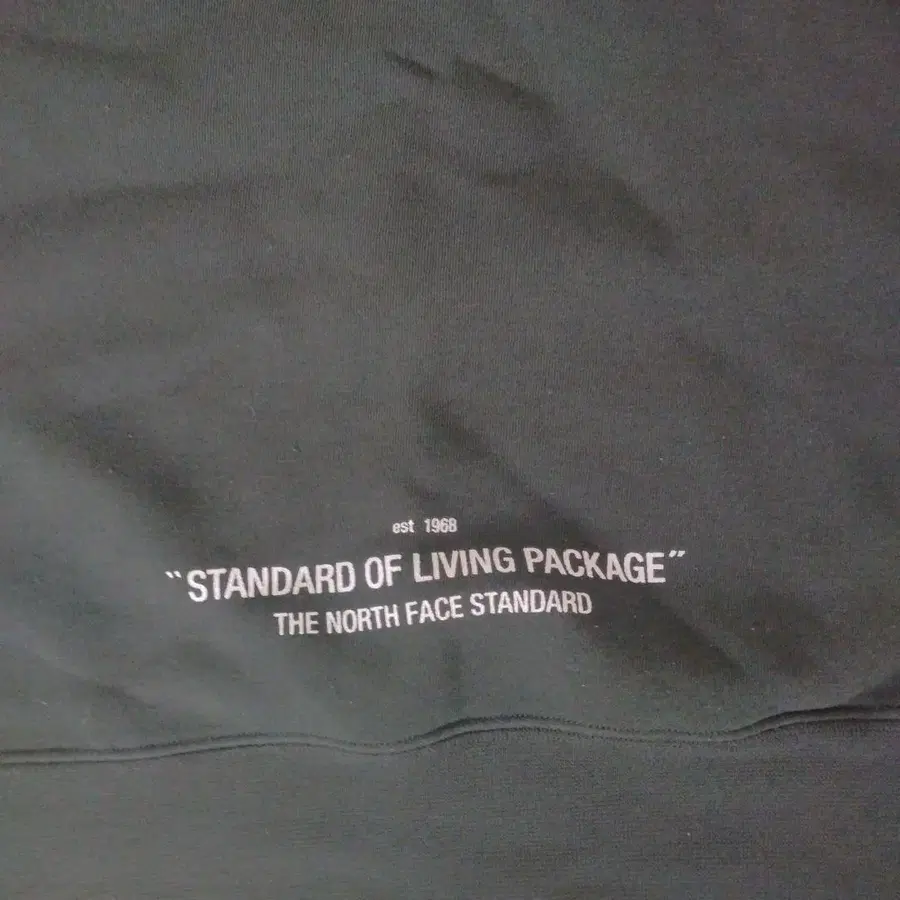 est 1968
"STANDARD OF LIVING PACKAGE"
THE NORTH FACE STANDARD